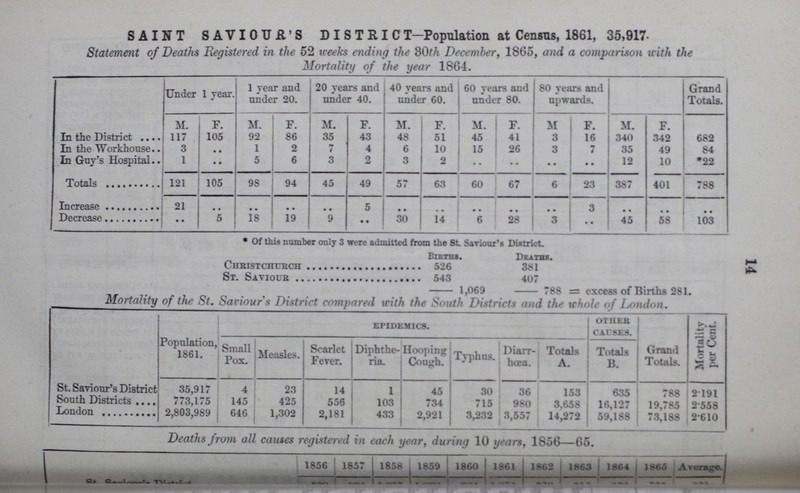 SAINT SAVIOUR'S DISTRICT—Population at Census, 1861, 35,917.
Statement of Deaths Registered in the 52 weeks ending the 30th December, 1865, and a comparison with the
Mortality of the year 1864.
Under 1 year. 1 year and under 20. 20 years and under 40. 40 years and under 60. 60 years and under 80. 80 years and upwards. Grand Totals.
M. F. M. F. M. F. M. F. M. F. M F. M. F.
In the District .... 117 105 92 86 35 43 48 51 45 41 3 16 340 342 682
In the Workhouse.. 3 .. 1 2 7 4 6 10 15 26 3 7 35 49 84
In Guy's Hospital.. 1 .. 5 6 3 2 3 2 .. .. .. .. 12 10 *22
Totals .......... 121 105 98 94 45 49 57 63 60 67 6 23 387 401 788
Increase .......... 21 .. .. .. .. 5 .. .. .. .. .. 3 .. .. ..
Decrease .......... .. 5 18 19 9 .. 30 14 6 28 3 .. 45 58 103
* Of this number only 3 were admitted from the St. Saviour's District.
BIRTHS. DEATHS.
CHRISTCHURCH .................... 526 381
ST. SAVIOUR ...................... 543 407
1,069 788 = excess of Births 281.
14
Mortality of the St. Saviour's District compared with the South Districts and the whole of London.
Population, 1861. EPIDEMICS. OTHER CAUSES. Grand Totals. Mortality per Cent.
Small Pox. Measles. Scarlet Fever. Diphtheria. Hooping Cough. Typhus. Diarrhœa. Totals A. Totals B.
St. Saviour's District 35,917 4 23 14 1 45 30 36 153 635 788 2·191
South Districts .... 773,175 145 425 556 103 734 715 980 3,658 16,127 19,785 2·558
London .......... 2,803,989 646 1,302 2,181 433 2,921 3,232 3,557 14,272 59,188 73,188 2·610
Deaths from all causes registered in each year, during 10 years, 1856—65.
1856 1857 1858 1859 1860 1861 1862 1863 1864 1865 Average.